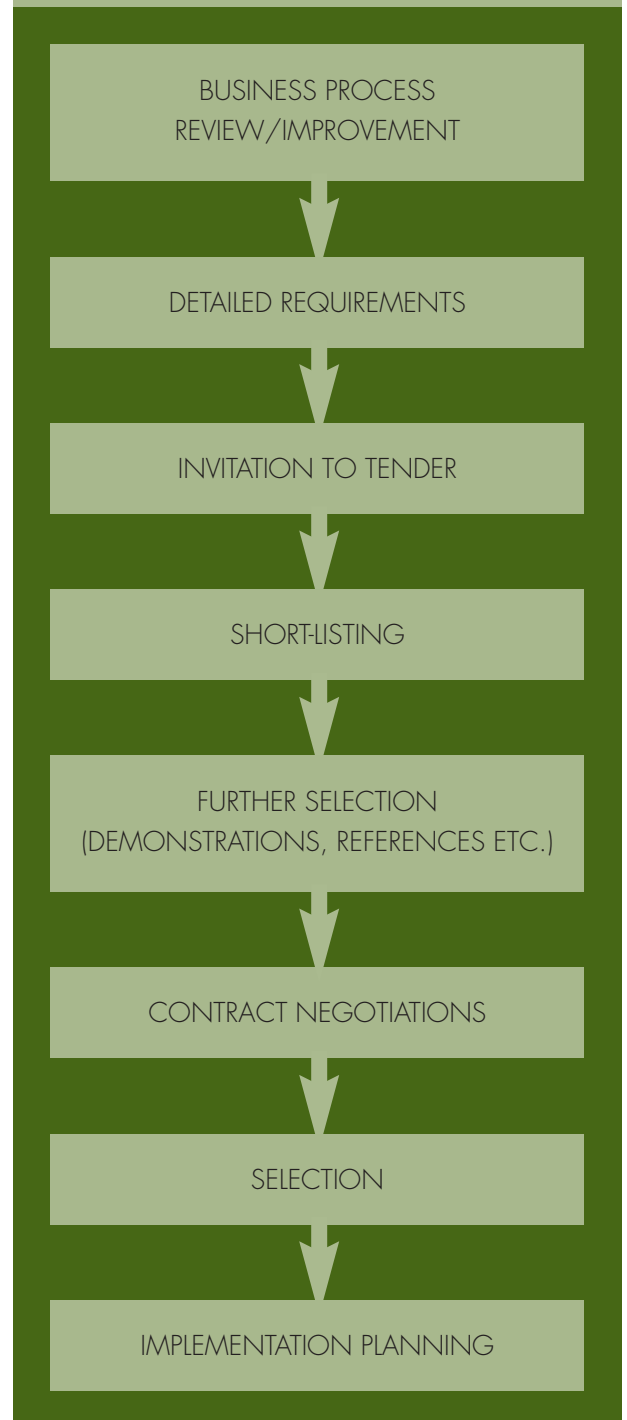 BUSINESS PROCESS
REVIEW/IMPROVEMENT
DETAILED REQUIREMENTS
INVITATION TO TENDER
SHORT-LISTING
FURTHER SELECTION
(DEMONSTRATIONS, REFERENCES ETC.)
CONTRACT NEGOTIATIONS
SELECTION
IMPLEMENTATION PLANNING